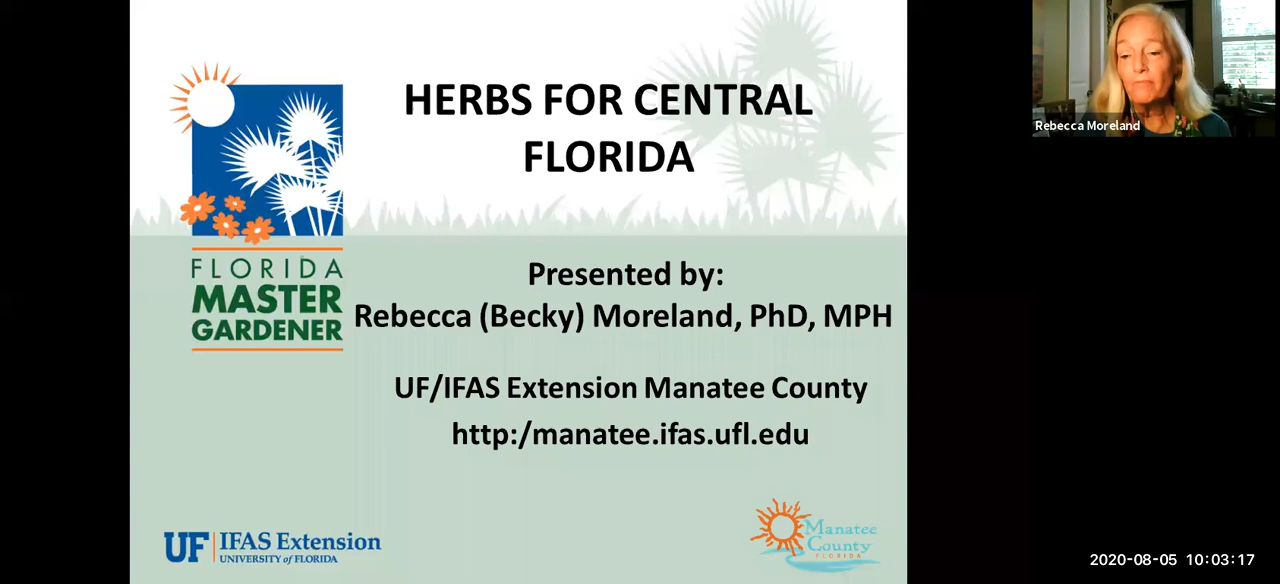 HERBS FOR CENTRAL
FLORIDA
FLORIDA
MASTER
GARDENER
Presented by:
Rebecca (Becky) Moreland, PhD, MPH
UF/IFAS Extension Manatee County
http:/manatee.ifas.ufl.edu
UF IFAS Extension
UNIVERSITY of FLORIDA
Manatee
County
FLORIDA
Rebecca Moreland
2020-08-05 10:03:17